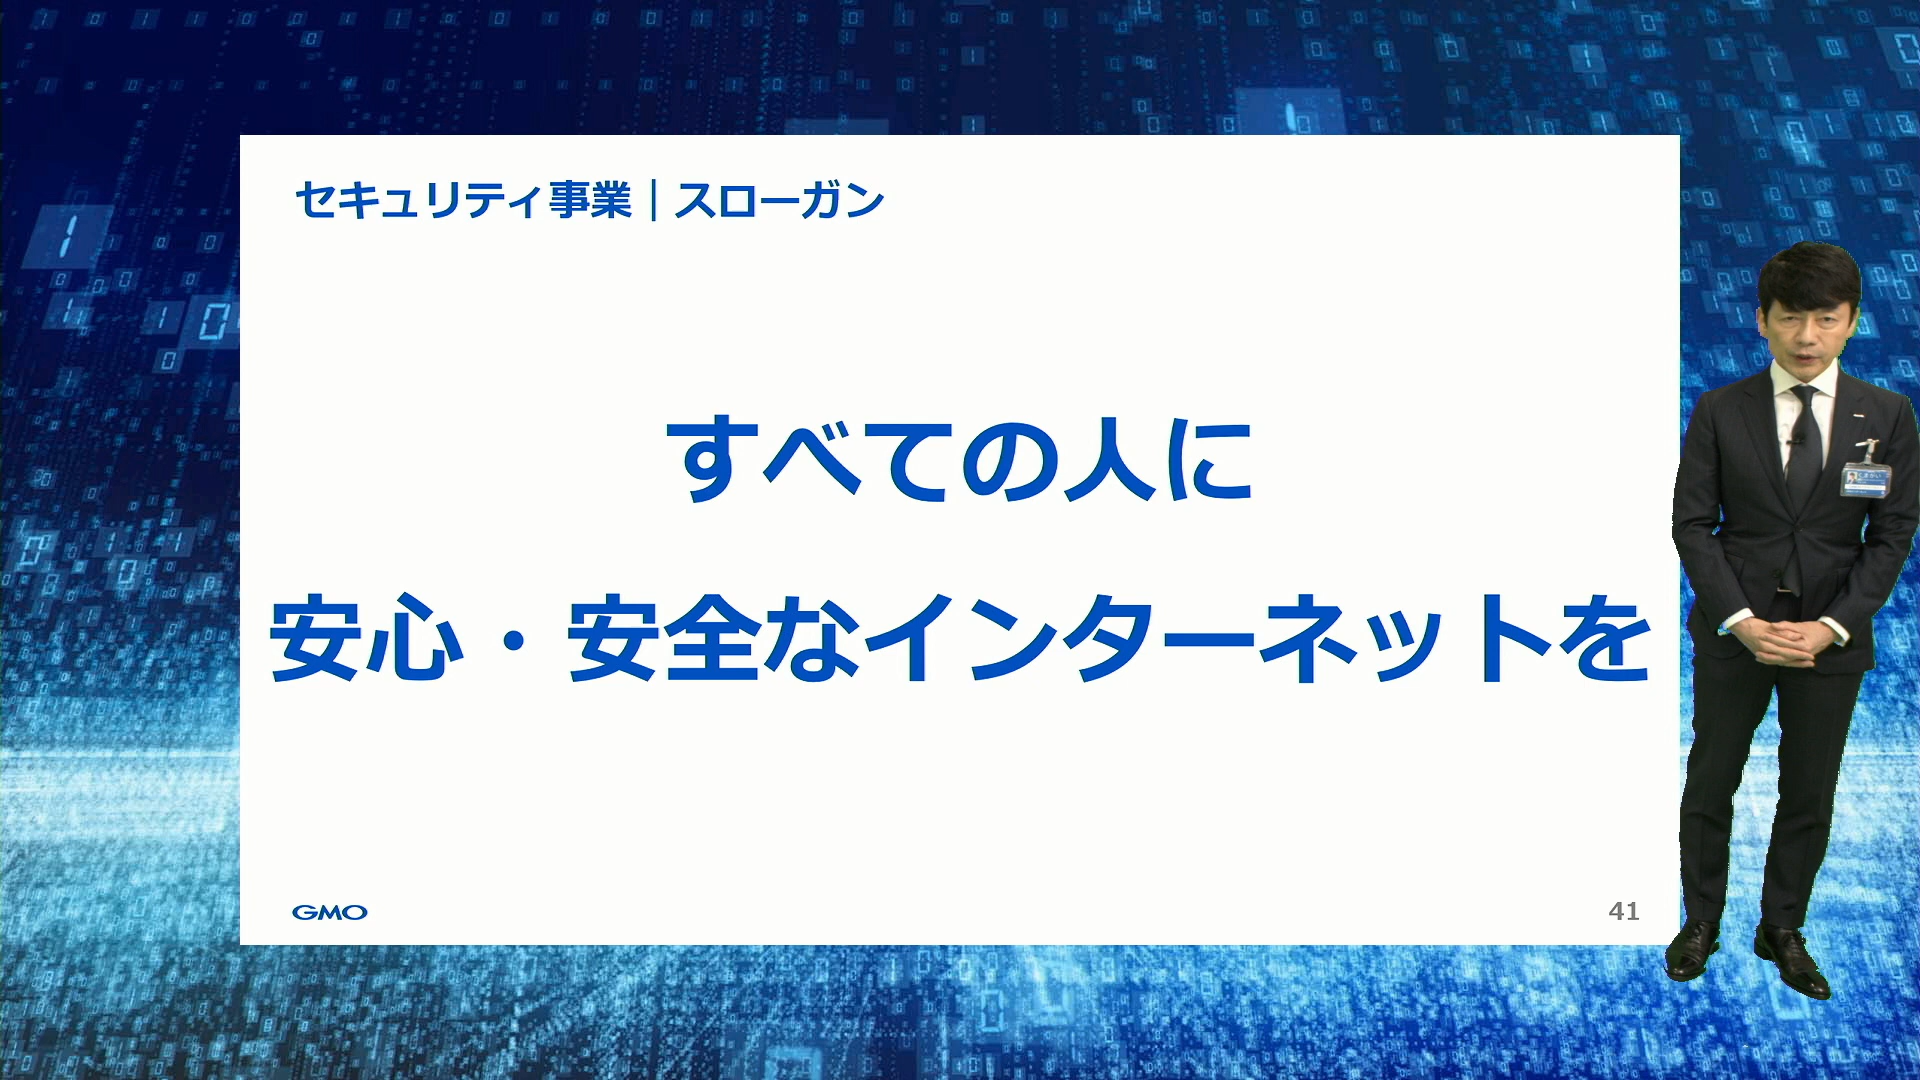 セキュリティ事業｜スローガン
すべての人に
安心・安全なインターネットを
GMO
41